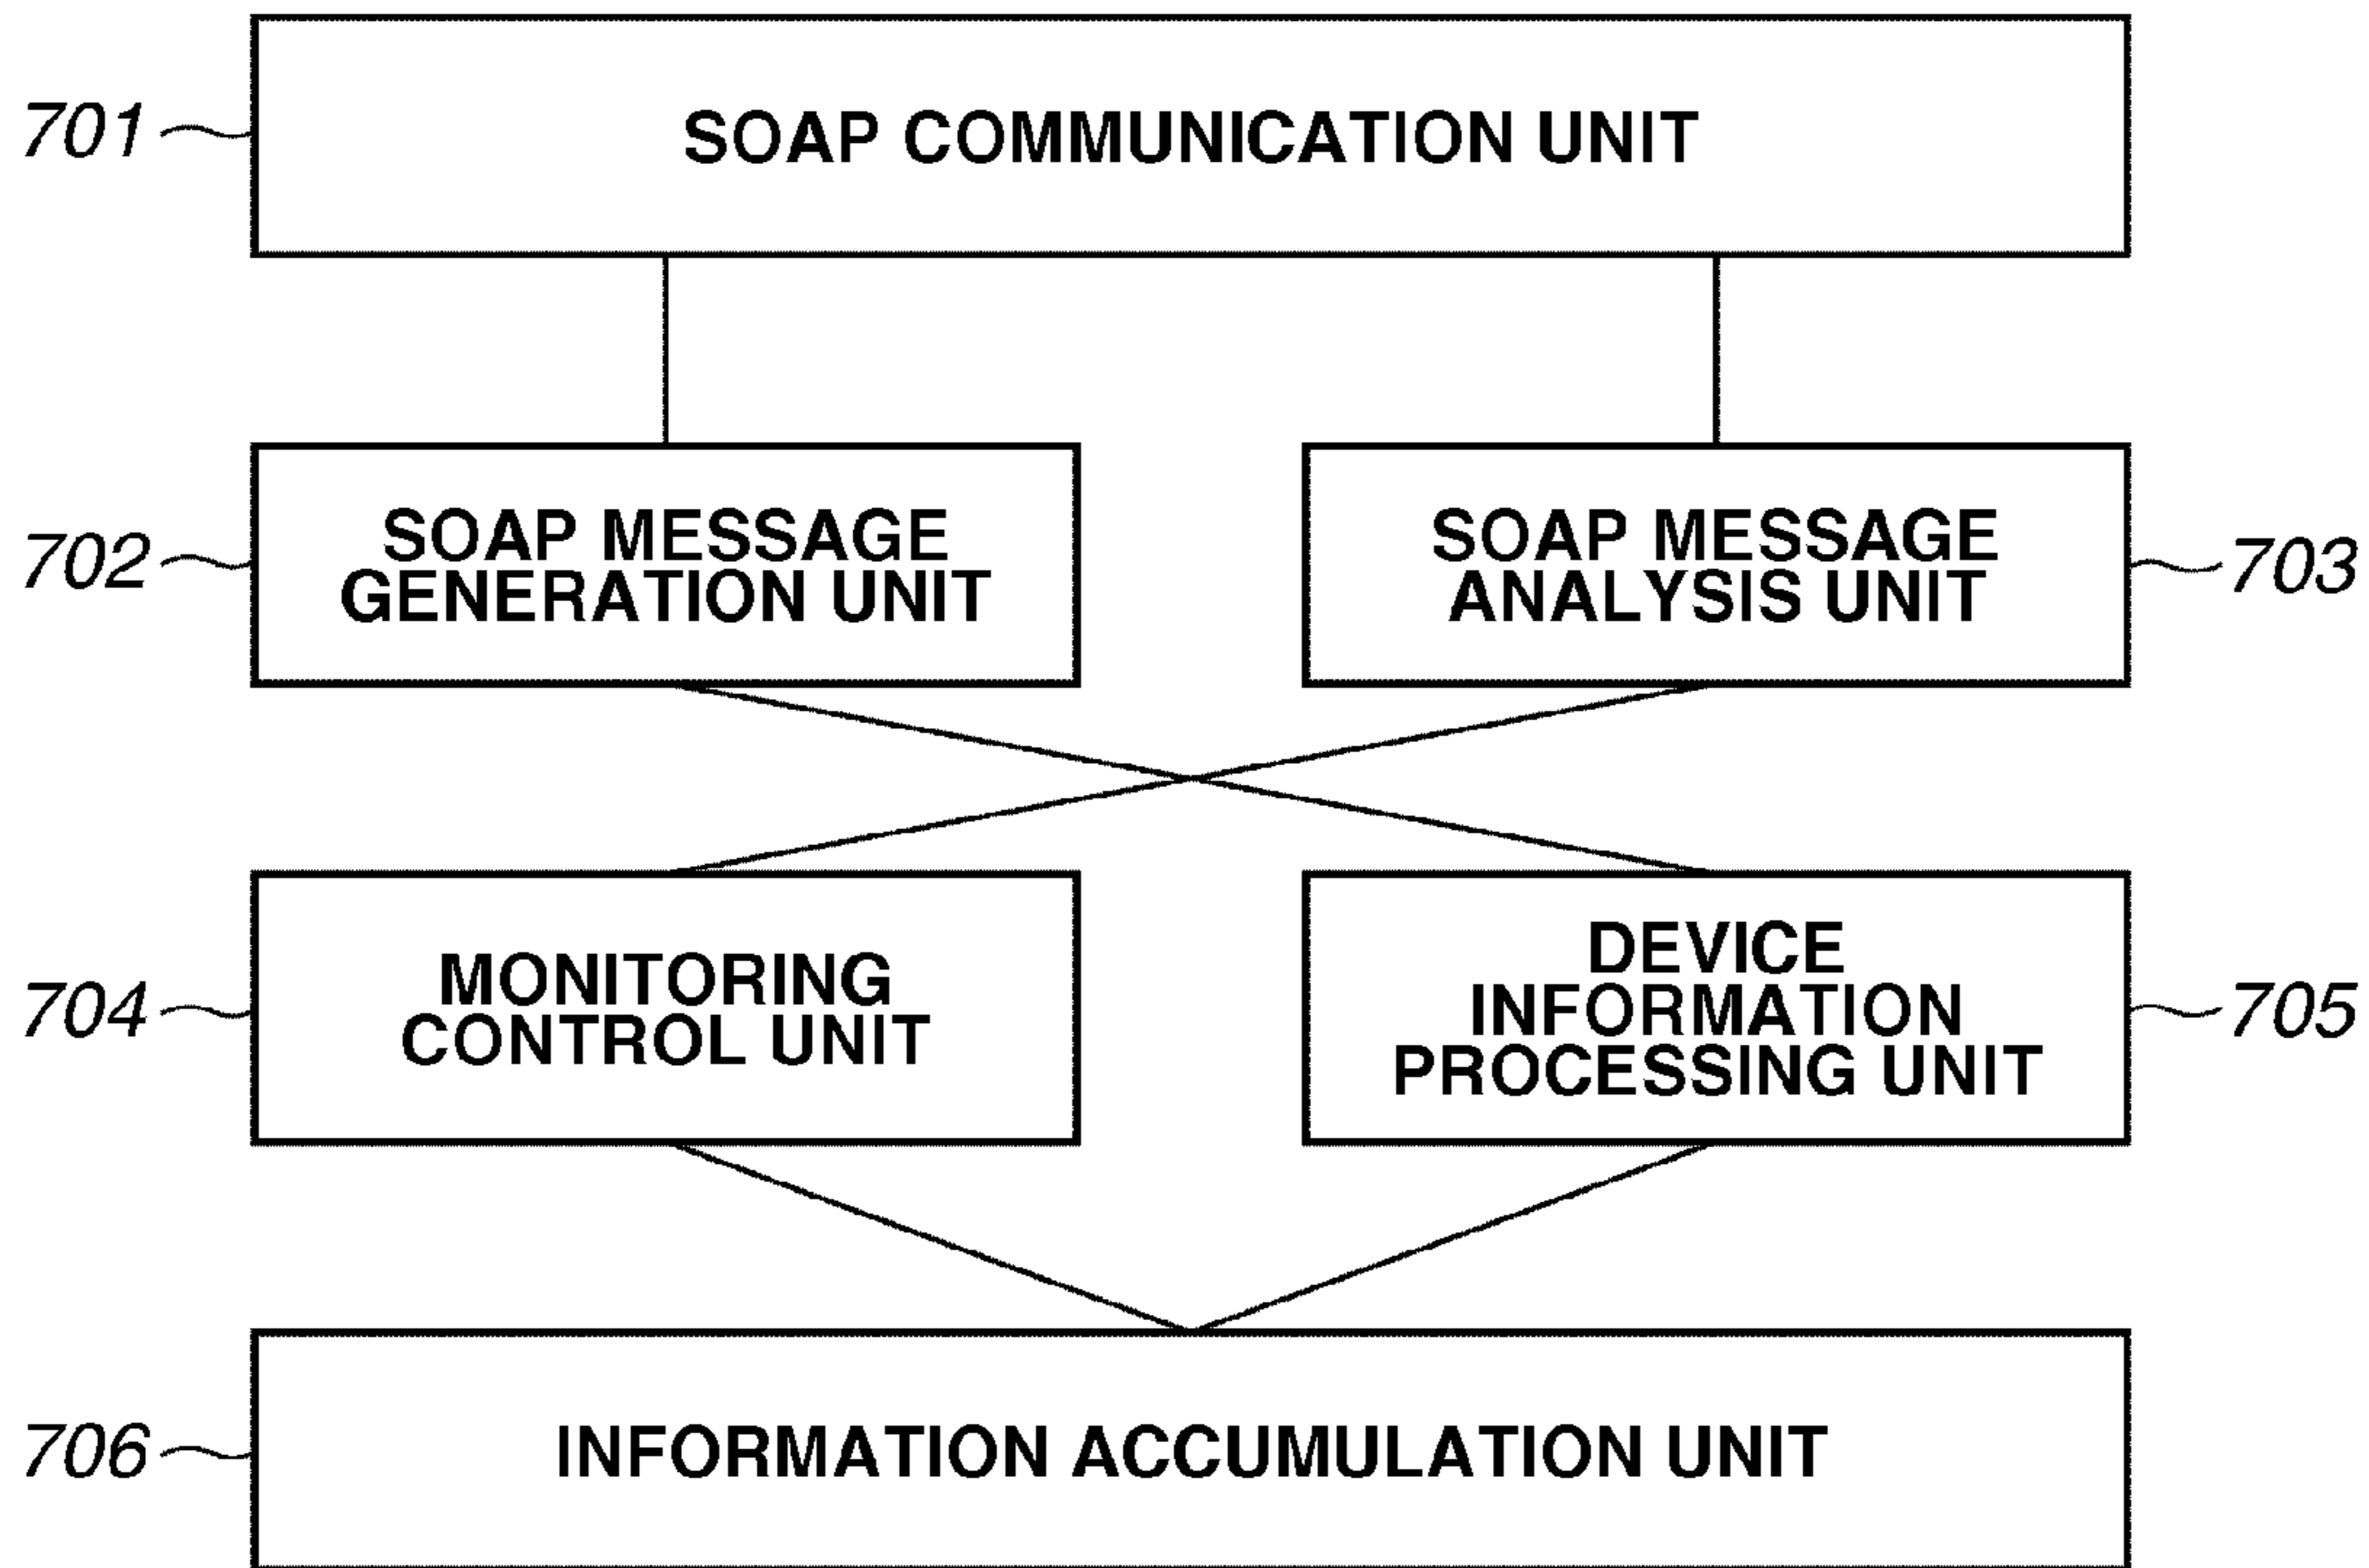 701
SOAP COMMUNICATION UNIT
702
SOAP MESSAGE
GENERATION UNIT
SOAP MESSAGE
ANALYSIS UNIT
703
704
MONITORING
CONTROL UNIT
DEVICE
INFORMATION
PROCESSING UNIT
705
706
INFORMATION ACCUMULATION UNIT